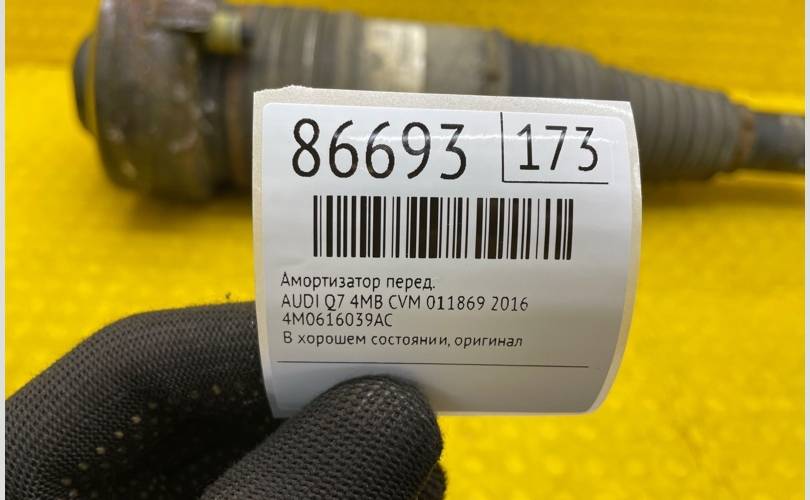 86693 173
Амортизатор перед.
AUDI Q7 4MB CVM 011869 2016
4M0616039AC
В хорошем состоянии, оригинал